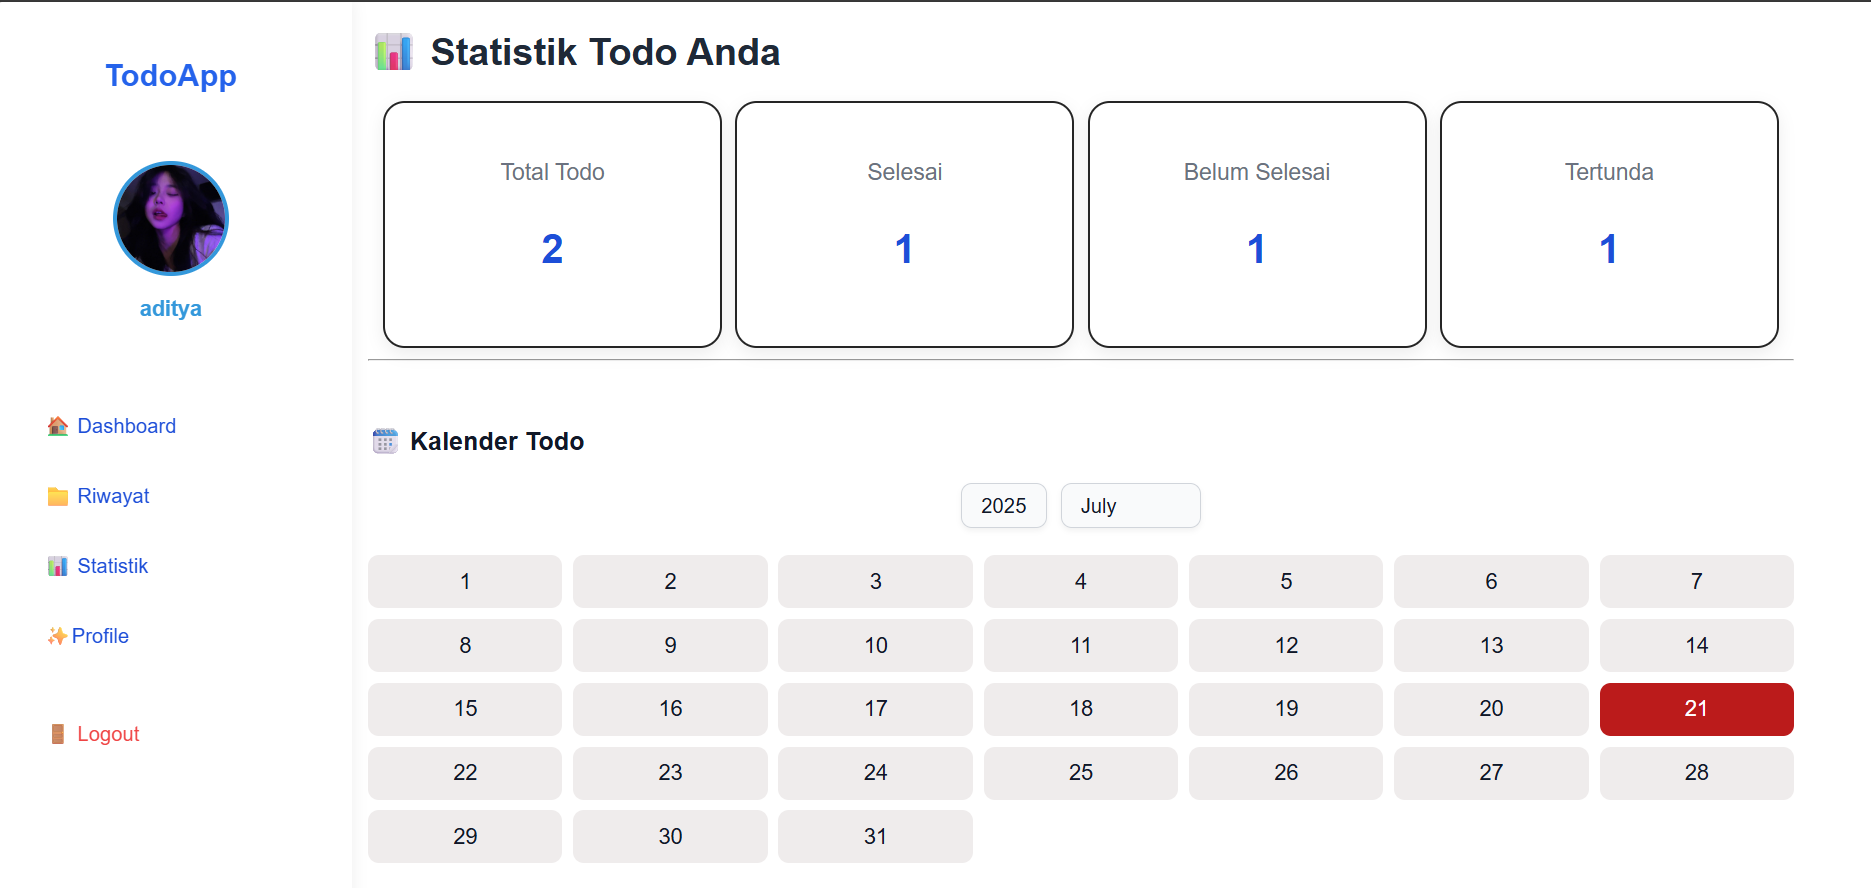 TodoApp
aditya
Dashboard
Riwayat
Statistik
Profile
Logout
Statistik Todo Anda
Total Todo
2
Selesai
1
Belum Selesai
1
Tertunda
1
Kalender Todo
2025 July
1 2 3 4 5 6 7
8 9 10 11 12 13 14
15 16 17 18 19 20 21
22 23 24 25 26 27 28
29 30 31